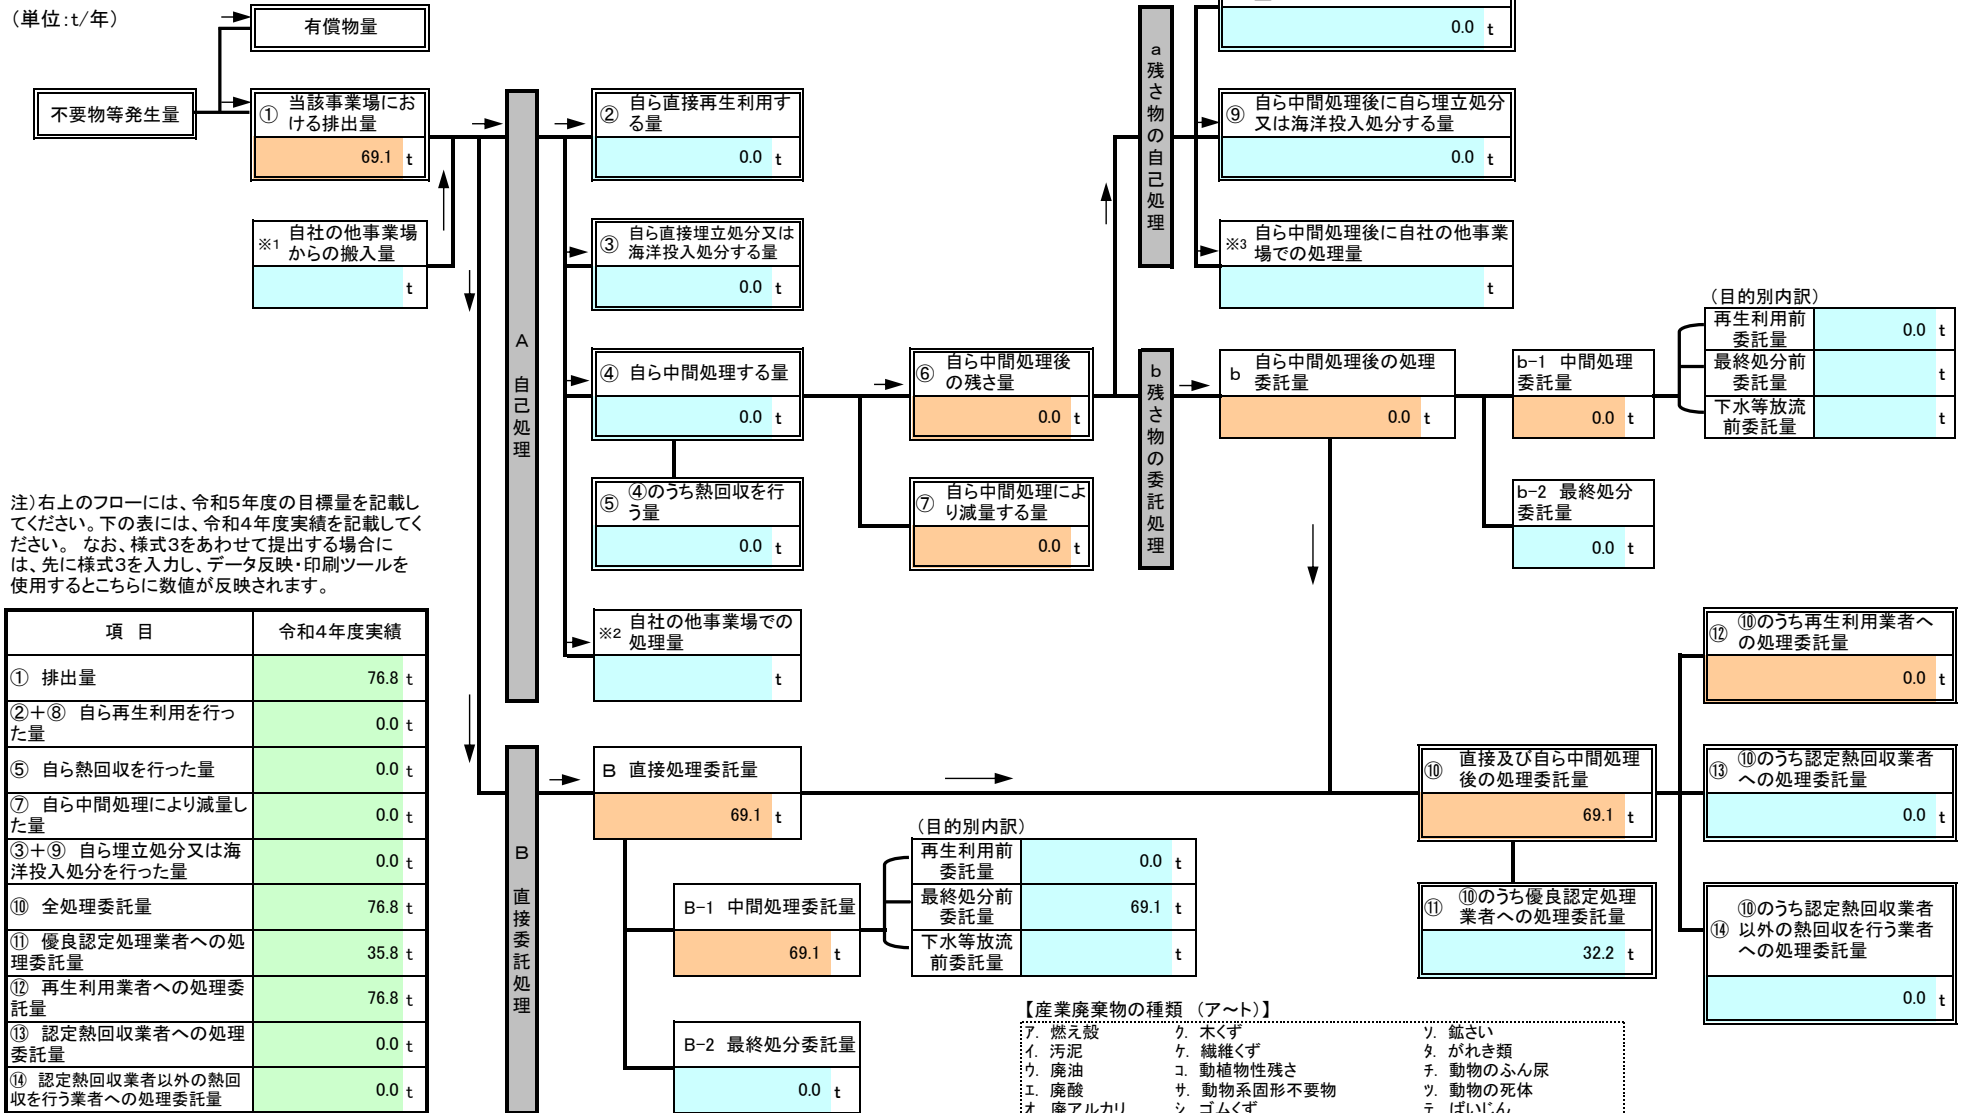 （単位:t/年）
有償物量
不要物等発生量
① 当該事業場にお
ける排出量
69.1 t
※1 自社の他事業場
からの搬入量
t
A 自己処理
② 自ら直接再生利用す
る量
0.0 t
③ 自ら直接埋立処分又は
海洋投入処分する量
0.0 t
④ 自ら中間処理する量
0.0 t
⑤ ④のうち熱回収を行
う量
0.0 t
※2 自社の他事業場での
処理量
t
⑥ 自ら中間処理後
の残さ量
0.0 t
⑦ 自ら中間処理によ
り減量する量
0.0 t
a 残さ物の自己処理
0.0 t
⑨ 自ら中間処理後に自ら埋立処分
又は海洋投入処分する量
0.0 t
※3 自ら中間処理後に自社の他事業
場での処理量
t
b 残さ物の委託処理
b 自ら中間処理後の処理
委託量
0.0 t
b-1 中間処理
委託量
0.0 t
（目的別内訳）
再生利用前
委託量
0.0 t
最終処分前
委託量
t
下水等放流
前委託量
b-2 最終処分
委託量
0.0 t
注）右上のフローには、令和5年度の目標量を記載し
てください。下の表には、令和4年度実績を記載してく
ださい。 なお、様式3をあわせて提出する場合に
は、先に様式3を入力し、データ反映・印刷ツールを
使用するとこちらに数値が反映されます。
項 目 令和4年度実績
① 排出量 76.8 t
②＋⑧ 自ら再生利用を行っ
た量
0.0 t
⑤ 自ら熱回収を行った量 0.0 t
⑦ 自ら中間処理により減量し
た量
0.0 t
③＋⑨ 自ら埋立処分又は海
洋投入処分を行った量
0.0 t
⑩ 全処理委託量 76.8 t
⑪ 優良認定処理業者への処
理委託量
35.8 t
⑫ 再生利用業者への処理委
託量
76.8 t
⑬ 認定熱回収業者への処理
委託量
0.0 t
⑭ 認定熱回収業者以外の熱回
収を行う業者への処理委託量
0.0 t
B 直接委託処理
B 直接処理委託量
69.1 t
B-1 中間処理委託量
69.1 t
（目的別内訳）
再生利用前
委託量
0.0 t
最終処分前
委託量
69.1 t
下水等放流
前委託量
t
B-2 最終処分委託量
0.0 t
⑩ 直接及び自ら中間処理
後の処理委託量
69.1 t
⑪ ⑩のうち優良認定処理
業者への処理委託量
32.2 t
⑫ ⑩のうち再生利用業者へ
の処理委託量
0.0 t
⑬ ⑩のうち認定熱回収業者
への処理委託量
0.0 t
⑭ ⑩のうち認定熱回収業者
以外の熱回収を行う業者
への処理委託量
0.0 t
【産業廃棄物の種類 （ア～ト）】
ア. 燃え殻 ク. 木くず ソ. 鉱さい
イ. 汚泥 ケ. 繊維くず タ. がれき類
ウ. 廃油 コ. 動植物性残さ チ. 動物のふん尿
エ. 廃酸 サ. 動物系固形不要物 ツ. 動物の死体
オ. 廃アルカリ シ. ゴムくず テ. ばいじん